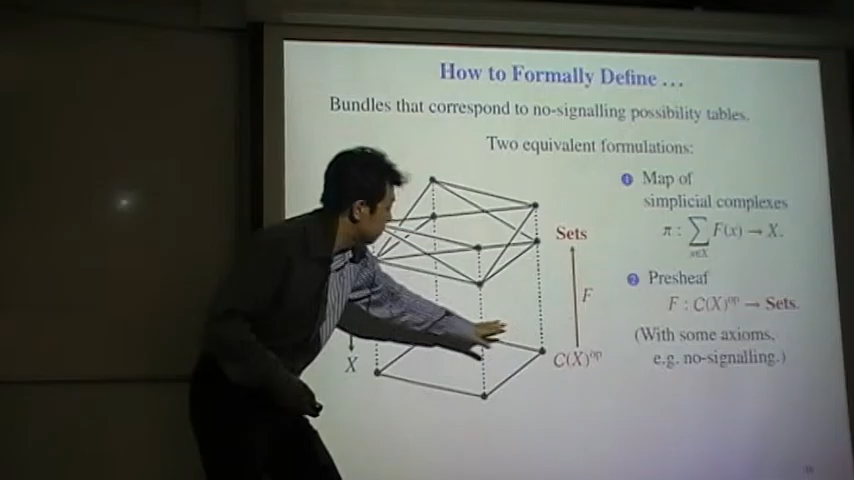 How to Formally Define …
Bundles that correspond to no-signalling possibility tables.
Two equivalent formulations:
1 Map of
simplicial complexes
π : ∑ F(x) → X.
x∈X
2 Presheaf
F : C(X)ᵒᵖ → Sets.
(With some axioms,
e.g. no-signalling.)
Sets
F
C(X)ᵒᵖ
X